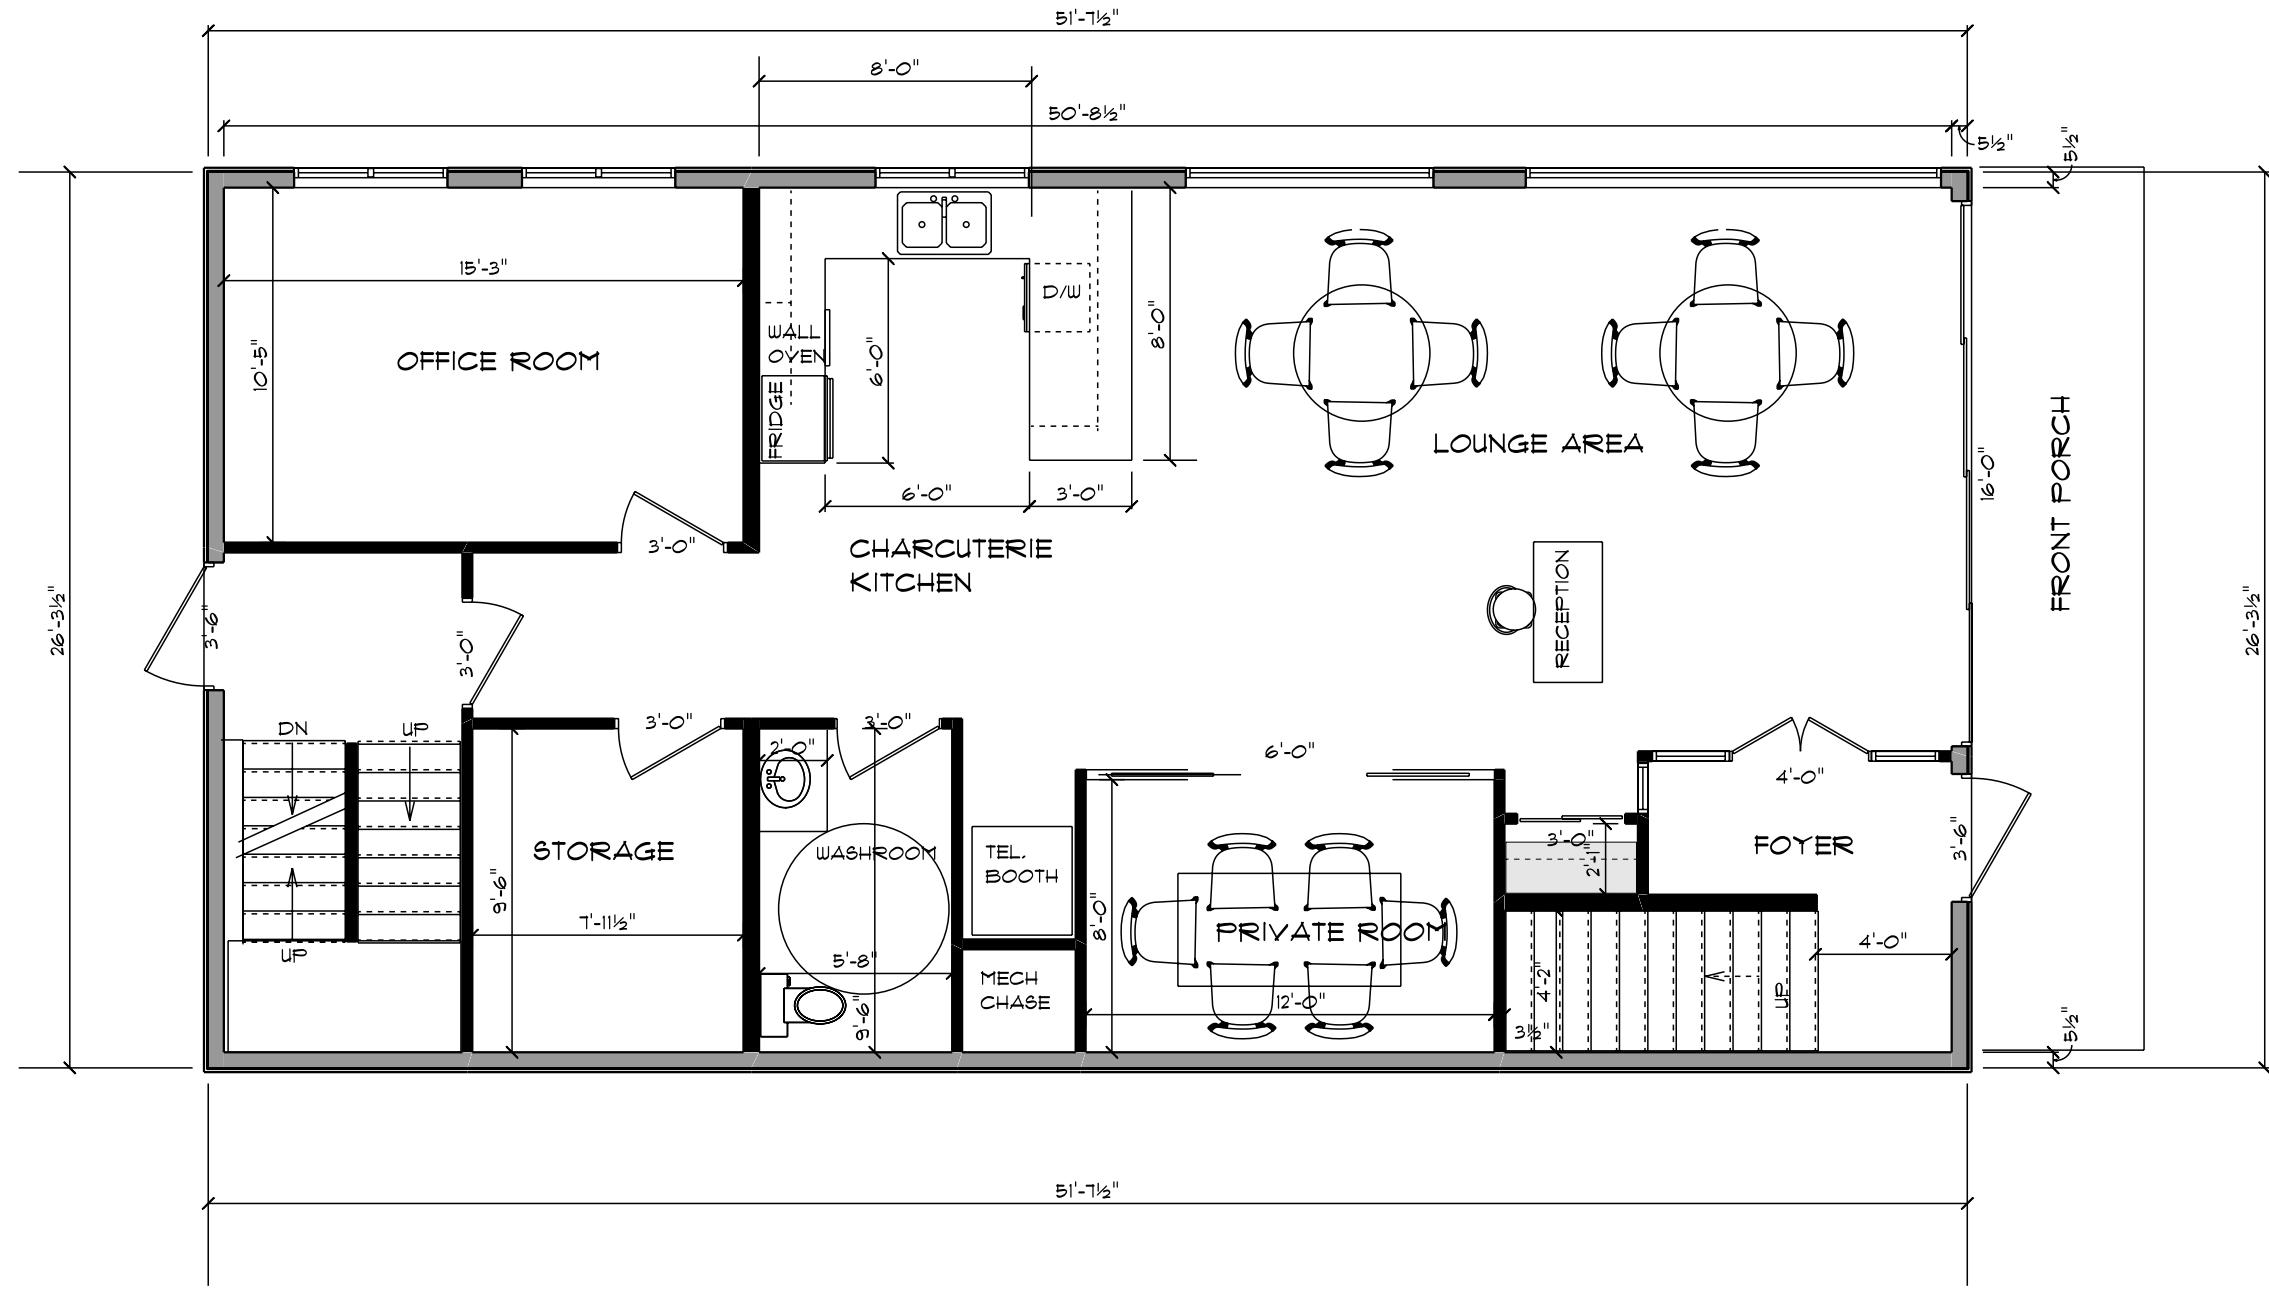 51'-7½"
8'-0"
50'-8½"
5½"
5½"
15'-3"
D/W
WALL
OVEN
8'-0"
10'-5"
OFFICE ROOM
6'-0"
FRIDGE
LOUNGE AREA
16'-0"
FRONT PORCH
6'-0"
3'-0"
3'-0"
CHARCUTERIE
KITCHEN
RECEPTION
26'-3½"
3'-6"
3'-0"
26'-3½"
DN
UP
3'-0"
3'-0"
2'-0"
6'-0"
4'-0"
STORAGE
WASHROOM
TEL.
BOOTH
3'-0"
2'-1"
FOYER
3'-6"
9'-6"
7'-11½"
8'-0"
PRIVATE ROOM
4'-0"
UP
5'-8"
MECH
CHASE
12'-0"
4'-2"
UP
9'-6"
3½"
5½"
51'-7½"